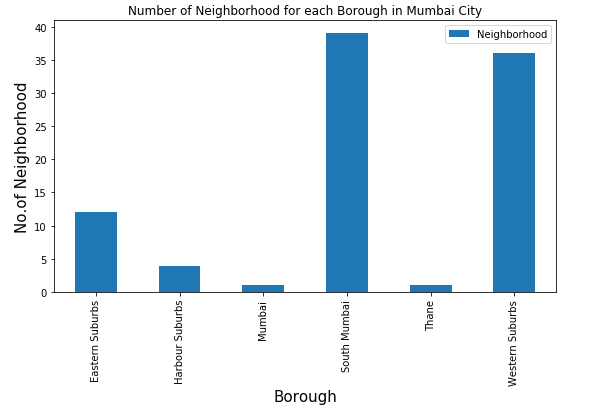 Number of Neighborhood for each Borough in Mumbai City
Neighborhood
No.of Neighborhood
40
35
30
25
20
15
10
5
0
Eastern Suburbs
Harbour Suburbs
Mumbai
South Mumbai
Thane
Western Suburbs
Borough